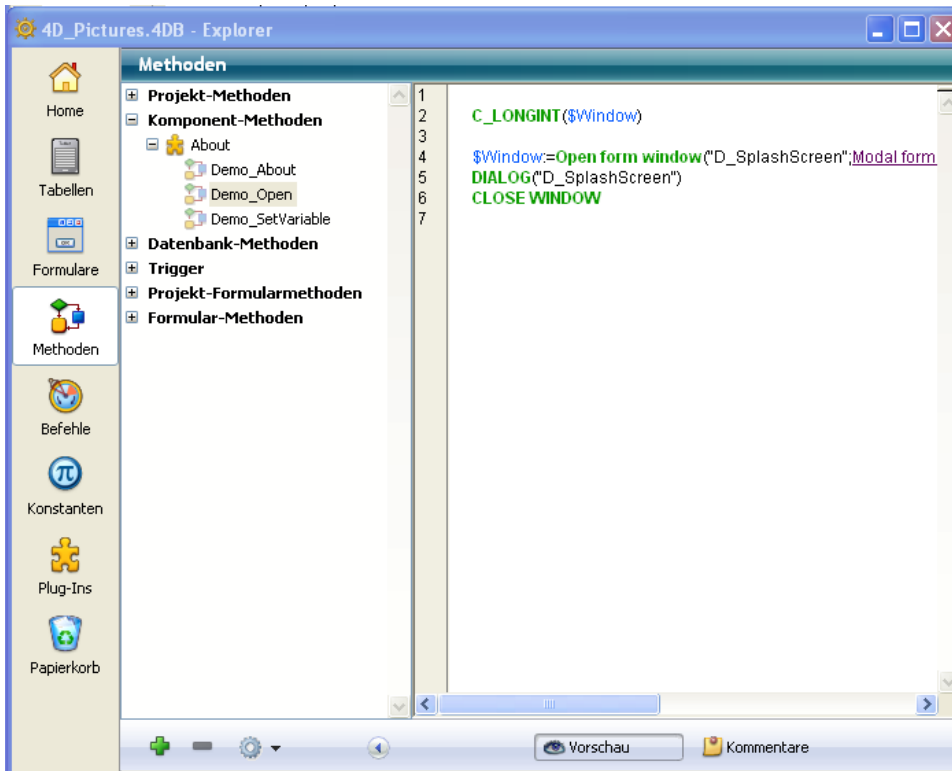 4D_Pictures.4DB - Explorer
Home
Tabellen
Formulare
Methoden
Befehle
Konstanten
Plug-Ins
Papierkorb
Methoden
Projekt-Methoden
Komponent-Methoden
About
Demo_About
Demo_Open
Demo_SetVariable
Datenbank-Methoden
Trigger
Projekt-Formularmethoden
Formular-Methoden
1
2 C_LONGINT($Window)
3
4 $Window:=Open form window("D_SplashScreen";Modal form
5 DIALOG("D_SplashScreen")
6 CLOSE WINDOW
7
Vorschau Kommentare